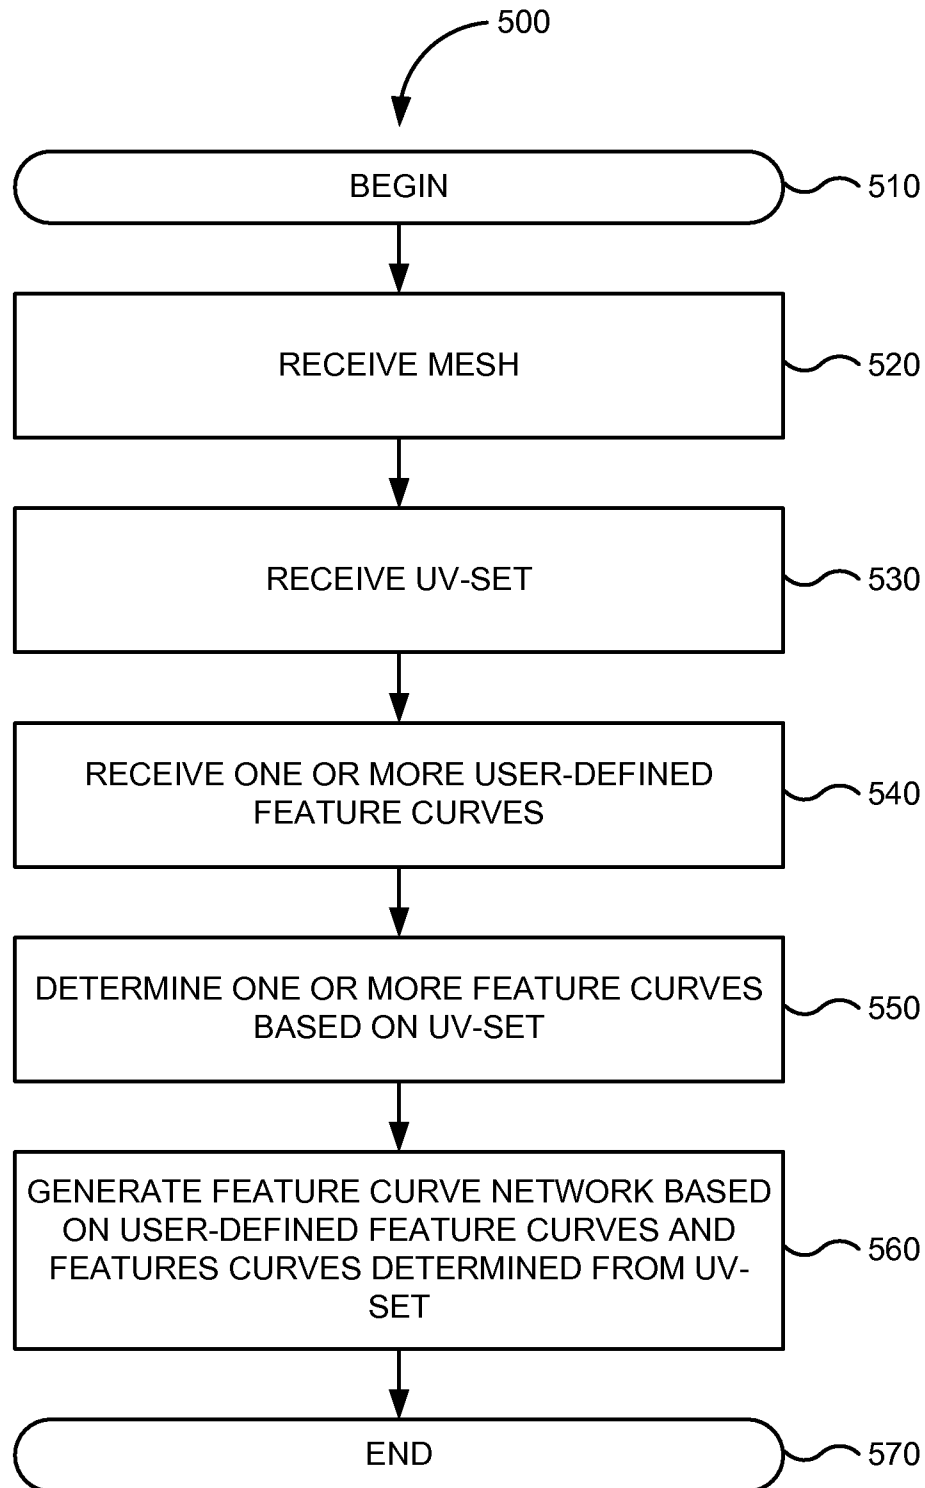 500
BEGIN
510
RECEIVE MESH
520
RECEIVE UV-SET
530
RECEIVE ONE OR MORE USER-DEFINED
FEATURE CURVES
540
DETERMINE ONE OR MORE FEATURE CURVES
BASED ON UV-SET
550
GENERATE FEATURE CURVE NETWORK BASED
ON USER-DEFINED FEATURE CURVES AND
FEATURES CURVES DETERMINED FROM UV-
SET
560
END
570